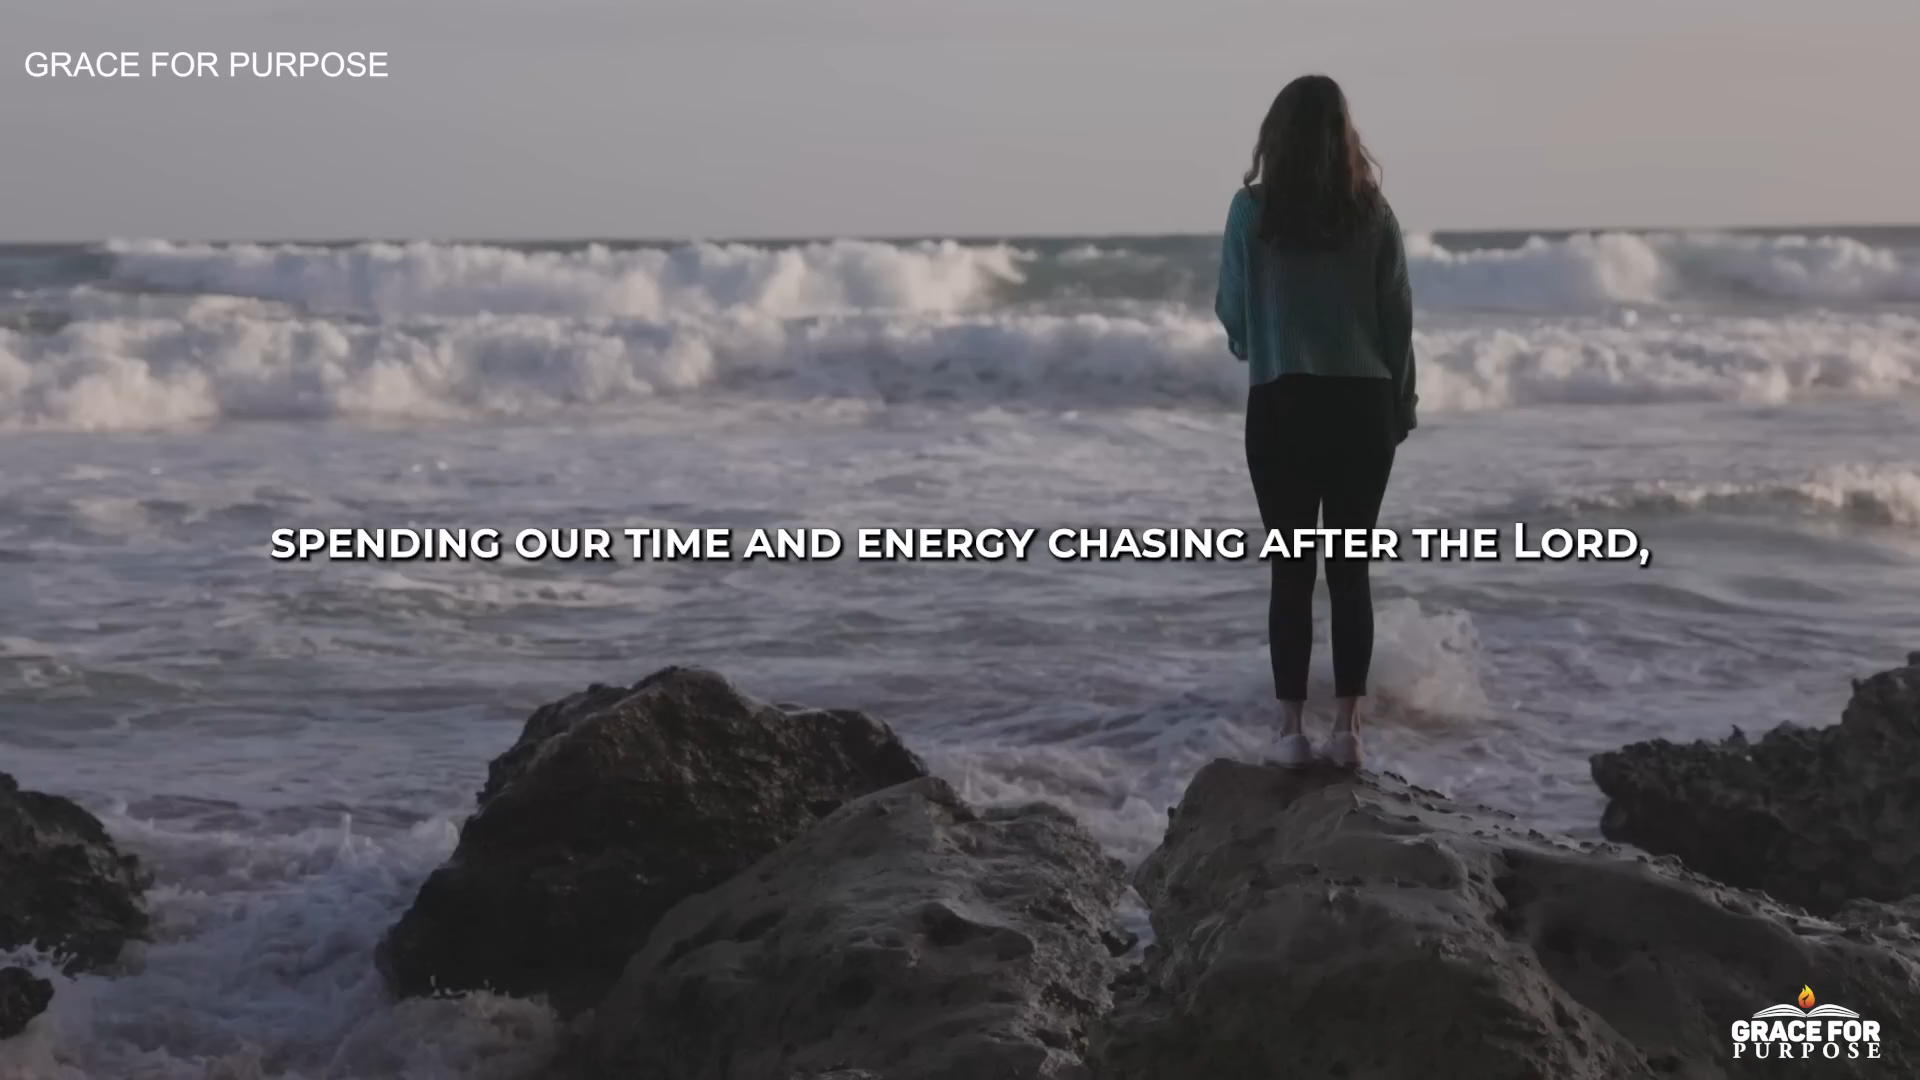 GRACE FOR PURPOSE
SPENDING OUR TIME AND ENERGY CHASING AFTER THE LORD,
GRACE FOR
PURPOSE